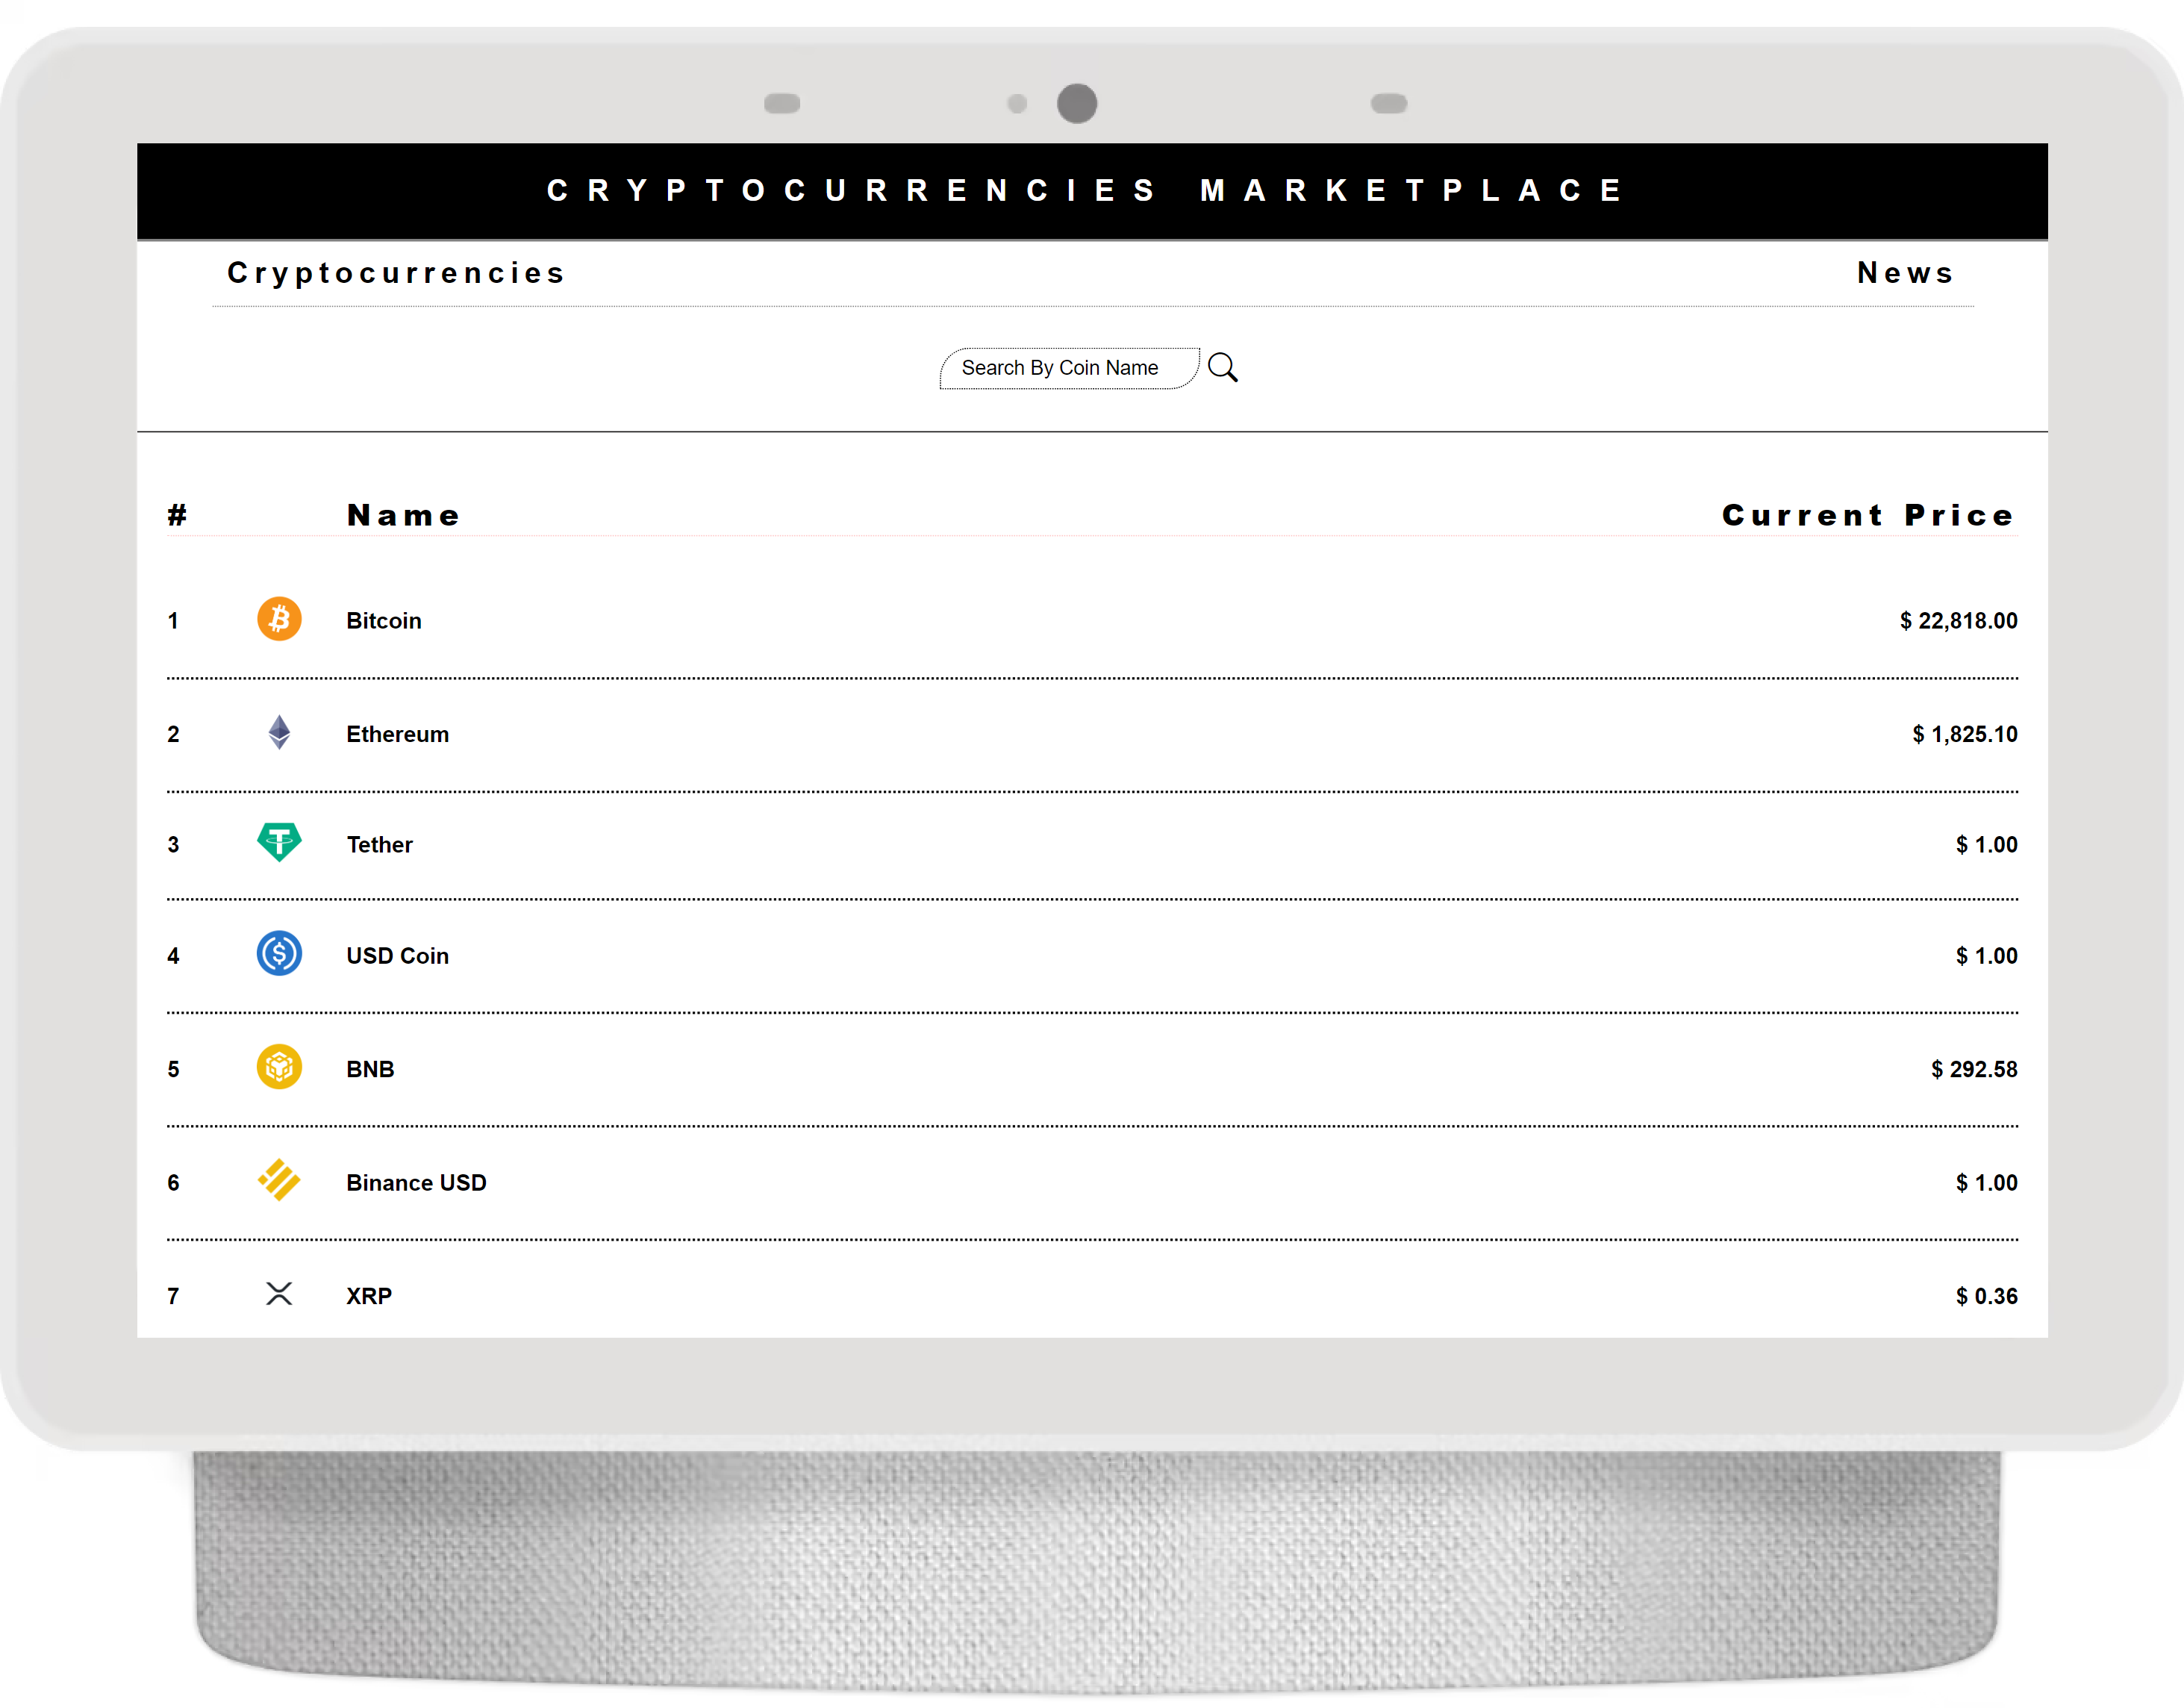 CRYPTOCURRENCIES MARKETPLACE
Cryptocurrencies News
Search By Coin Name
# Name Current Price
1 Bitcoin $ 22,818.00
2 Ethereum $ 1,825.10
3 Tether $ 1.00
4 USD Coin $ 1.00
5 BNB $ 292.58
6 Binance USD $ 1.00
7 XRP $ 0.36